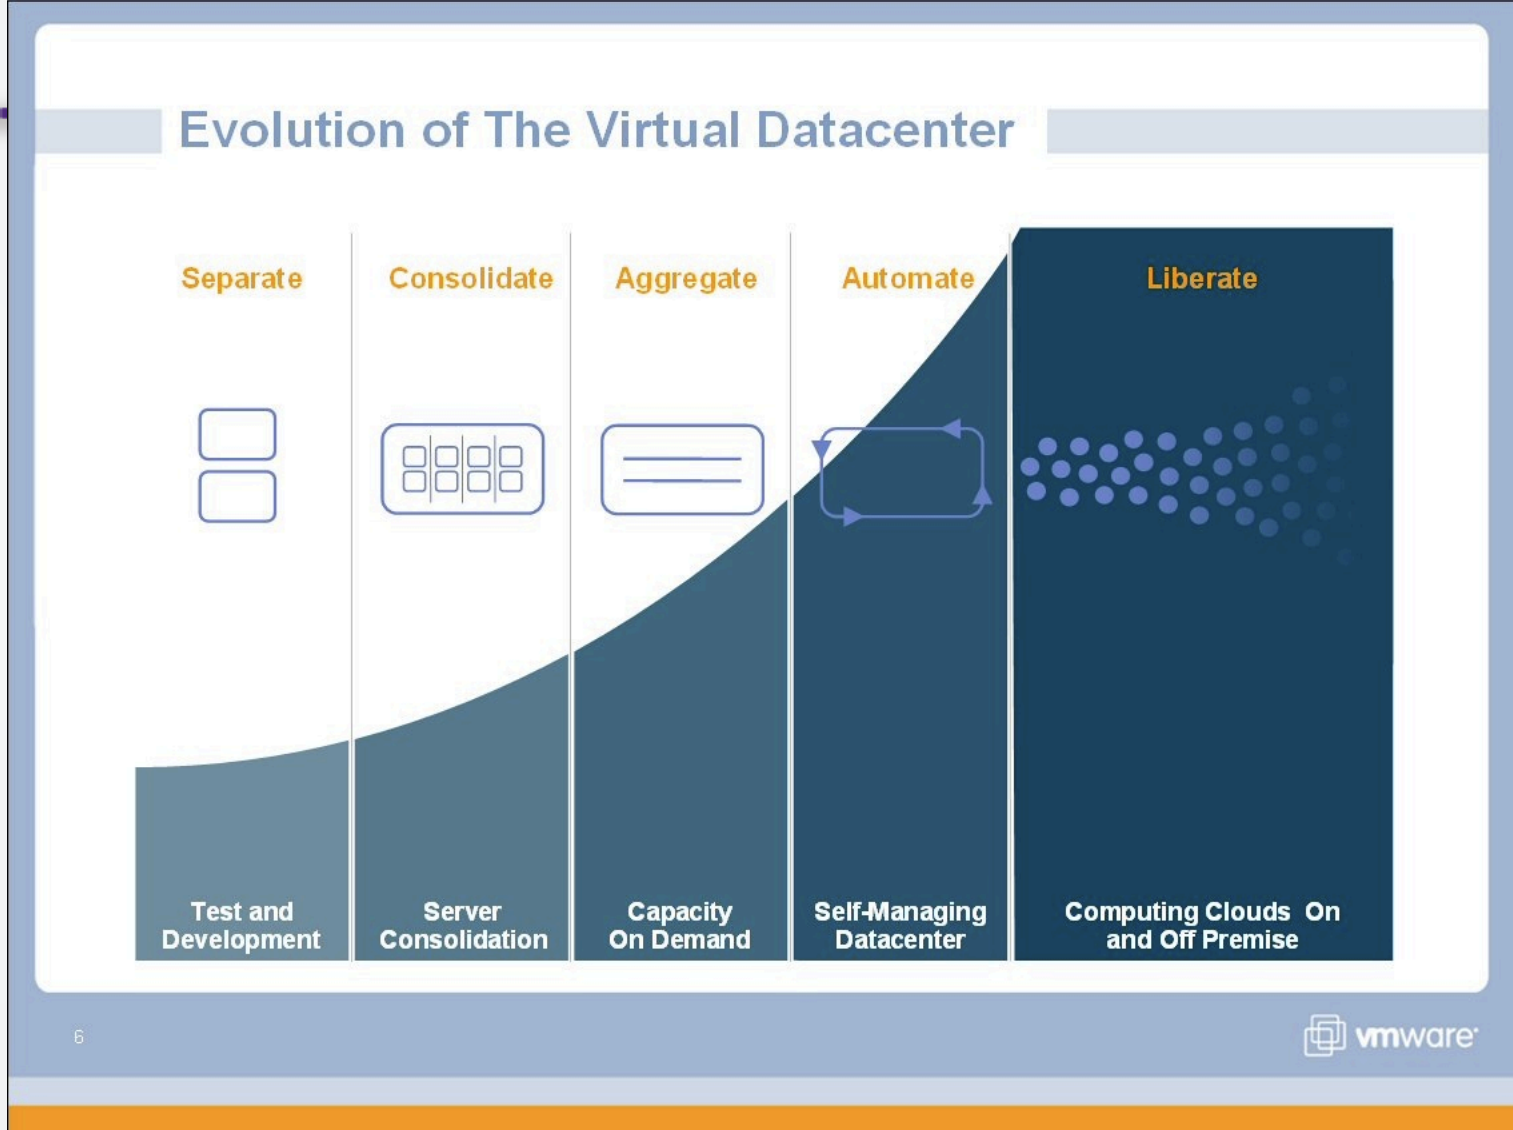 Evolution of The Virtual Datacenter
Separate
Consolidate
Aggregate
Automate
Liberate
Test and
Development
Server
Consolidation
Capacity
On Demand
Self-Managing
Datacenter
Computing Clouds On
and Off Premise
6
vmware